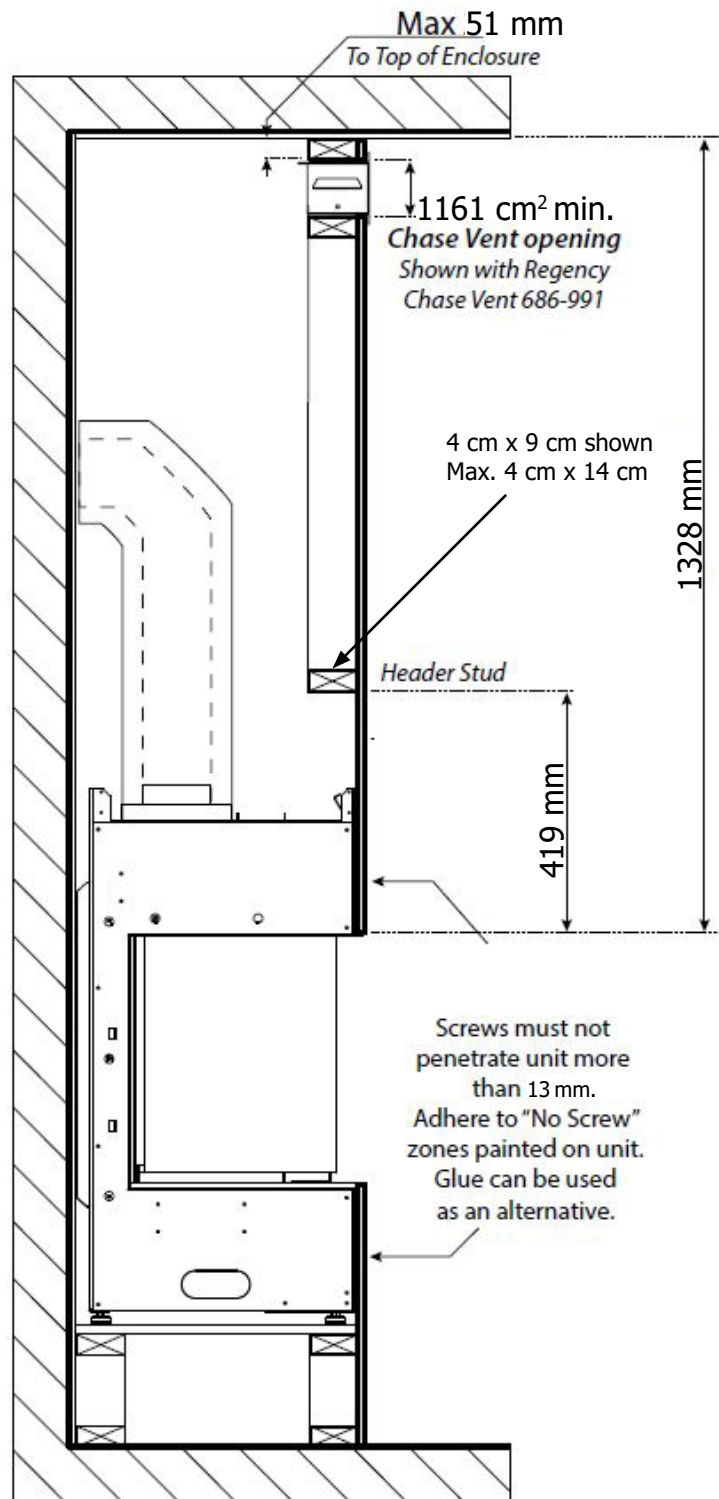 Max 51 mm
To Top of Enclosure
1161 cm² min.
Chase Vent opening
Shown with Regency
Chase Vent 686-991
4 cm x 9 cm shown
Max. 4 cm x 14 cm
1328 mm
Header Stud
419 mm
Screws must not
penetrate unit more
than 13 mm.
Adhere to “No Screw”
zones painted on unit.
Glue can be used
as an alternative.